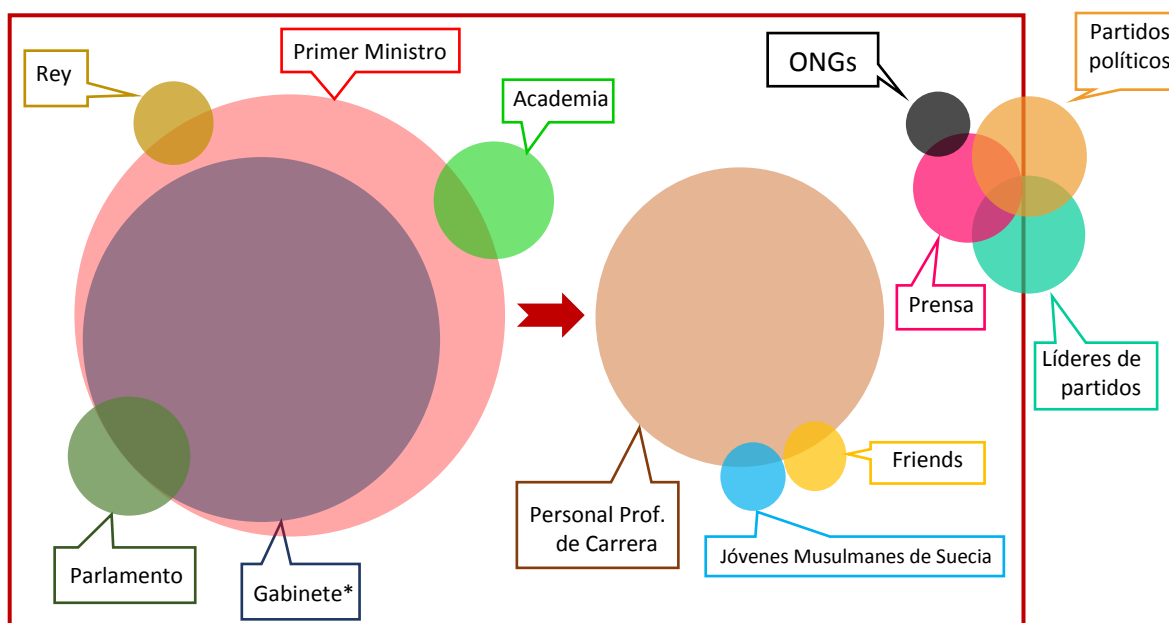 Rey
Primer Ministro
Academia
ONGs
Partidos
políticos
Prensa
Líderes de
partidos
Friends
Personal Prof.
de Carrera
Jóvenes Musulmanes de Suecia
Parlamento
Gabinete*